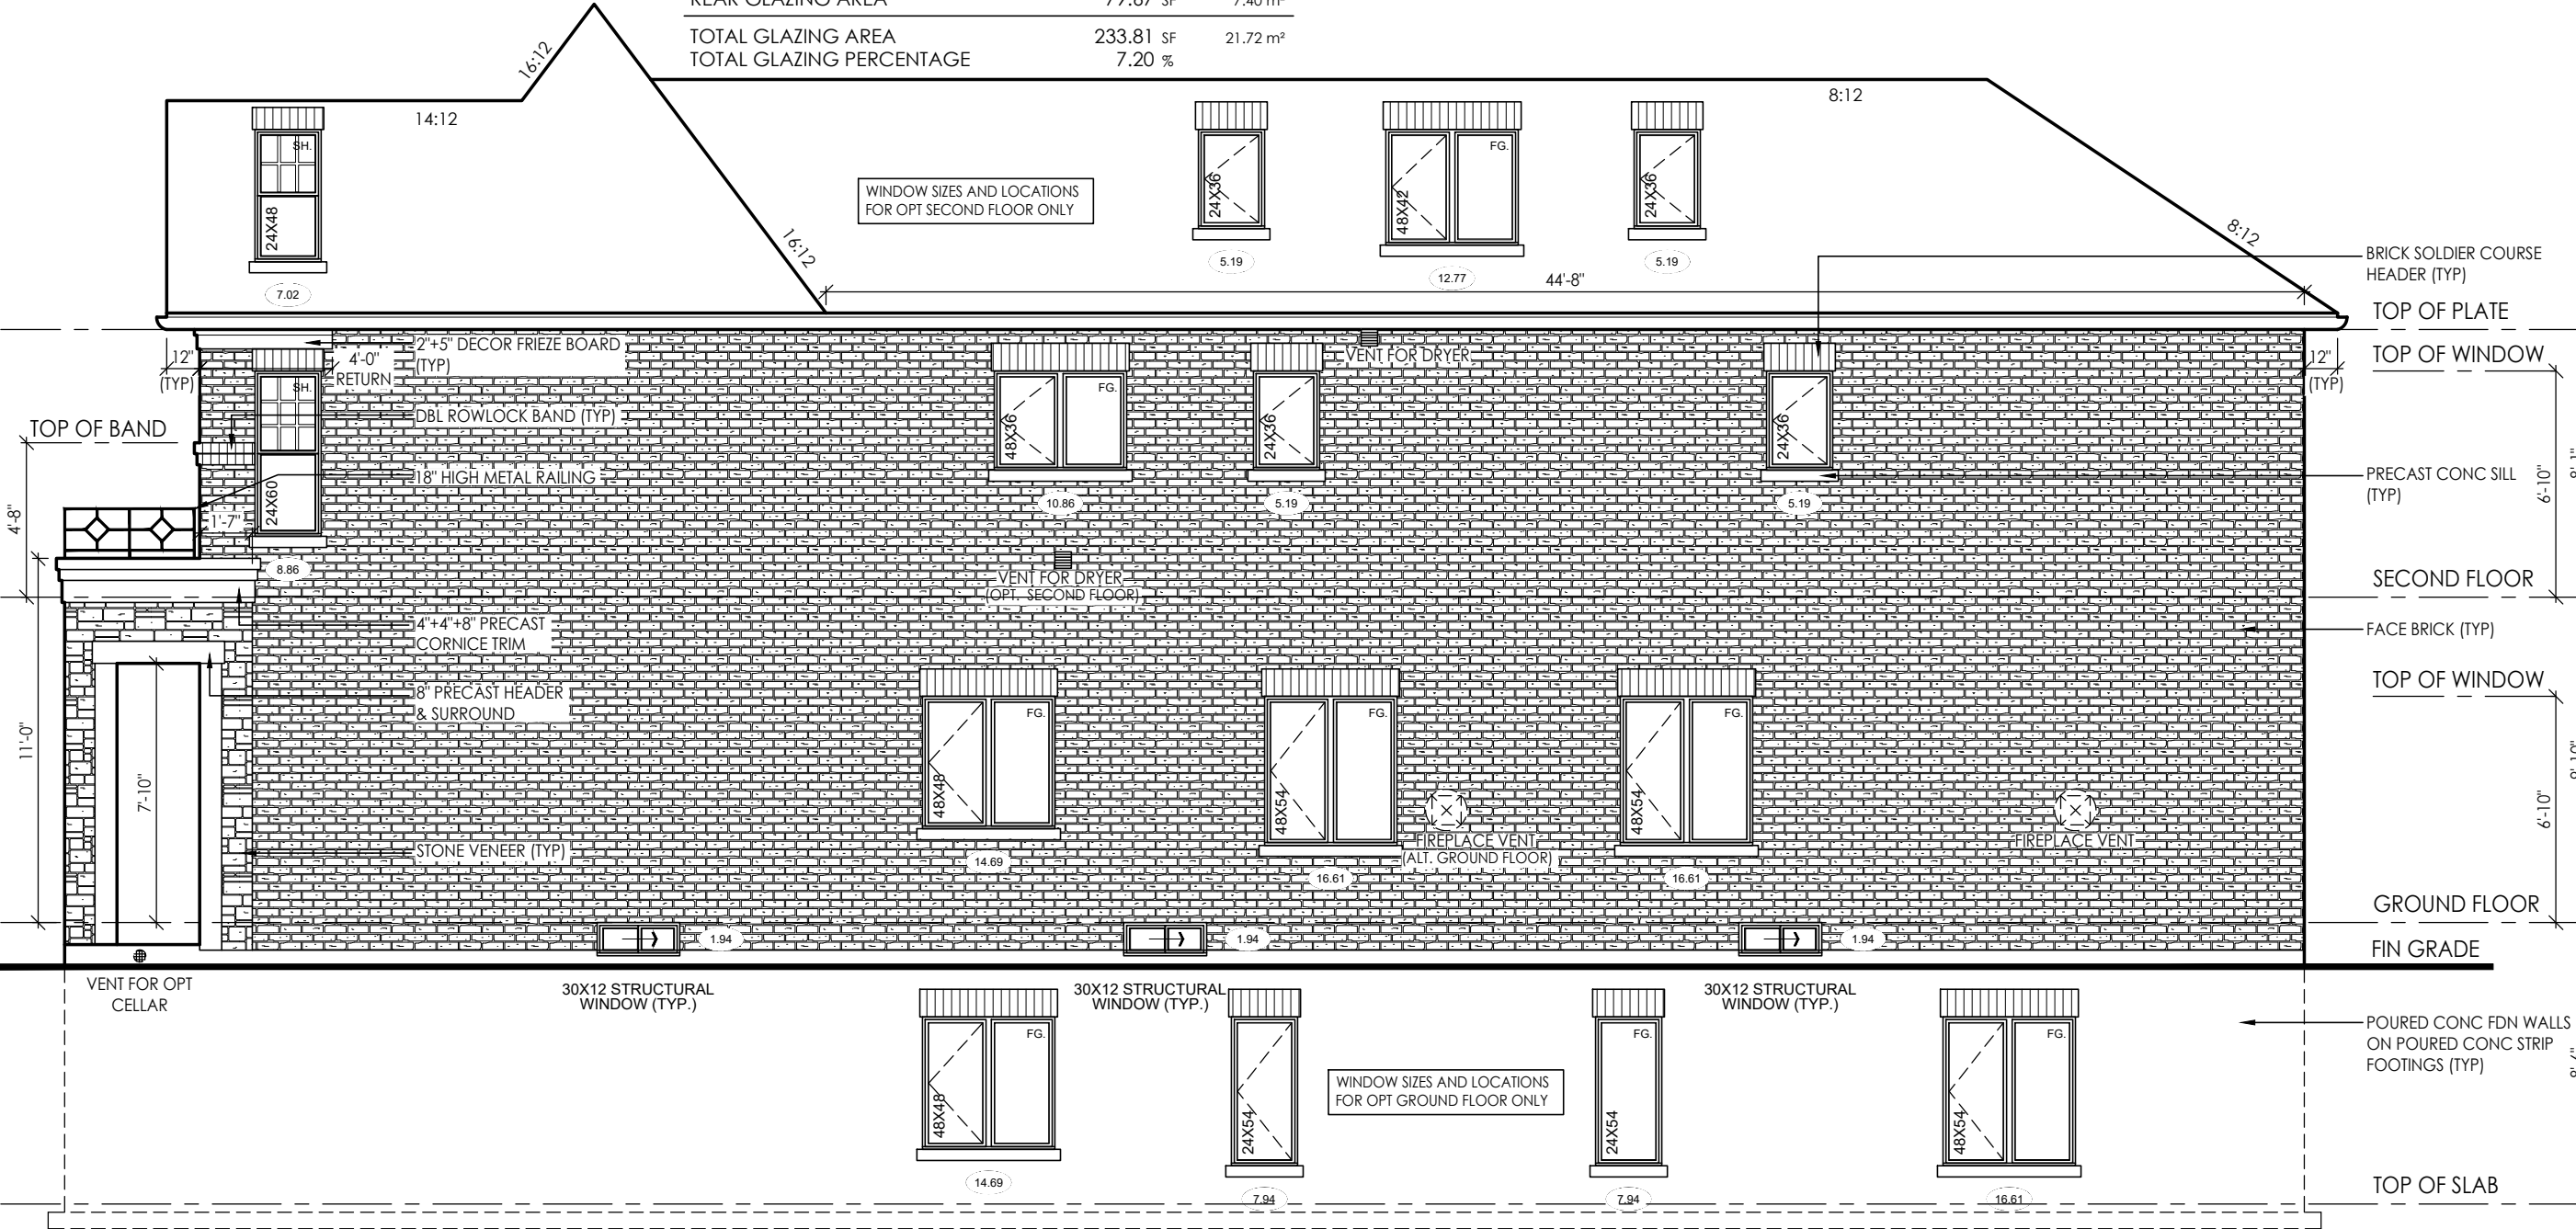 REAR GLAZING AREA 79.67 SF 7.40 m²
TOTAL GLAZING AREA 233.81 SF 21.72 m²
TOTAL GLAZING PERCENTAGE 7.20 %
16:12
14:12
8:12
16:12
8:12
SH.
24X48
7.02
WINDOW SIZES AND LOCATIONS
FOR OPT SECOND FLOOR ONLY
24X36
5.19
FG.
48X42
12.77
24X36
5.19
44'-8"
BRICK SOLDIER COURSE
HEADER (TYP)
TOP OF PLATE
TOP OF WINDOW
12"
(TYP)
12"
(TYP)
4'-0"
RETURN
2"+5" DECOR FRIEZE BOARD
(TYP)
VENT FOR DRYER
SH.
24X60
8.86
DBL ROWLOCK BAND (TYP)
TOP OF BAND
18" HIGH METAL RAILING
4'-8"
1'-7"
FG.
48X36
10.86
24X36
5.19
24X36
5.19
PRECAST CONC SILL
(TYP)
6'-10"
8'-1"
VENT FOR DRYER
(OPT. SECOND FLOOR)
SECOND FLOOR
4"+4"+8" PRECAST
CORNICE TRIM
FACE BRICK (TYP)
8" PRECAST HEADER
& SURROUND
TOP OF WINDOW
11'-0"
7'-10"
FG.
48X48
14.69
FG.
48X54
16.61
FG.
48X54
16.61
6'-10"
STONE VENEER (TYP)
FIREPLACE VENT
(ALT. GROUND FLOOR)
FIREPLACE VENT
GROUND FLOOR
1.94
1.94
1.94
FIN GRADE
VENT FOR OPT
CELLAR
30X12 STRUCTURAL
WINDOW (TYP.)
30X12 STRUCTURAL
WINDOW (TYP.)
30X12 STRUCTURAL
WINDOW (TYP.)
FG.
48X48
14.69
24X54
7.94
WINDOW SIZES AND LOCATIONS
FOR OPT GROUND FLOOR ONLY
FG.
24X54
7.94
FG.
48X54
16.61
POURED CONC FDN WALLS
ON POURED CONC STRIP
FOOTINGS (TYP)
TOP OF SLAB